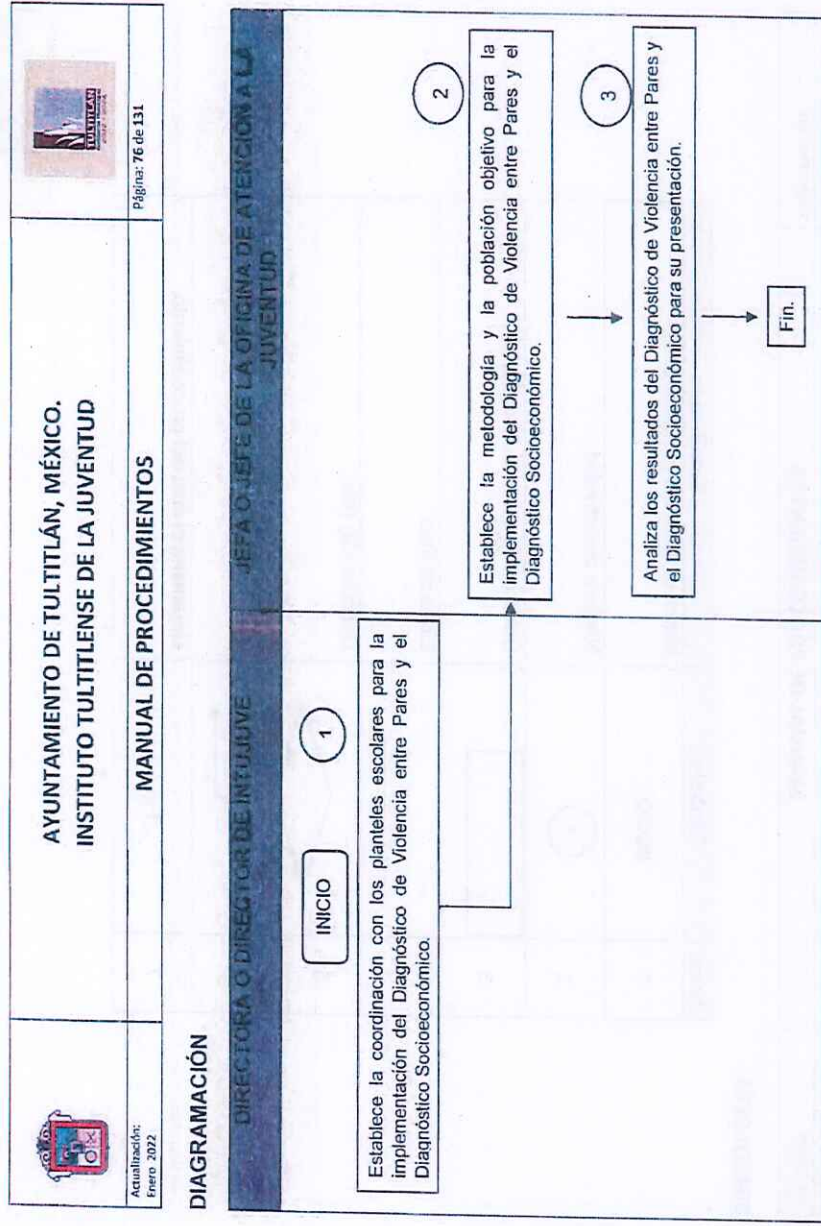 AYUNTAMIENTO DE TULTITLÁN, MÉXICO.
INSTITUTO TULTITLENSE DE LA JUVENTUD
TULTITLÁN
Actualización:
Enero 2022
MANUAL DE PROCEDIMIENTOS
Página: 76 de 131
DIAGRAMACIÓN
DIRECTORA O DIRECTOR DE INTUJUVE
JEFA O JEFE DE LA OFICINA DE ATENCIÓN A LA
JUVENTUD
INICIO
1
Establece la coordinación con los planteles escolares para la
implementación del Diagnóstico de Violencia entre Pares y el
Diagnóstico Socioeconómico.
2
Establece la metodología y la población objetivo para la
implementación del Diagnóstico de Violencia entre Pares y el
Diagnóstico Socioeconómico.
3
Analiza los resultados del Diagnóstico de Violencia entre Pares y
el Diagnóstico Socioeconómico para su presentación.
Fin.